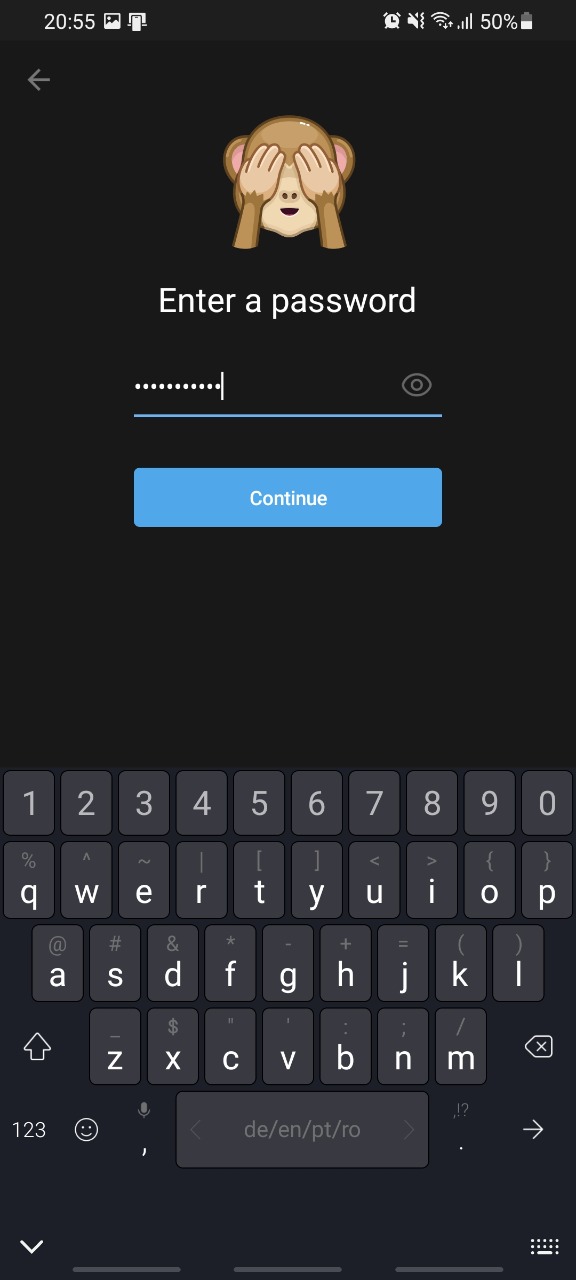 20:55 50%
Enter a password
•••••••••••
Continue
1 2 3 4 5 6 7 8 9 0
% ^ ~ | [ ] < > { }
q w e r t y u i o p
@ # & * - + = ( )
a s d f g h j k l
_ $ " ' : ; /
z x c v b n m
,!?
123 , de/en/pt/ro .